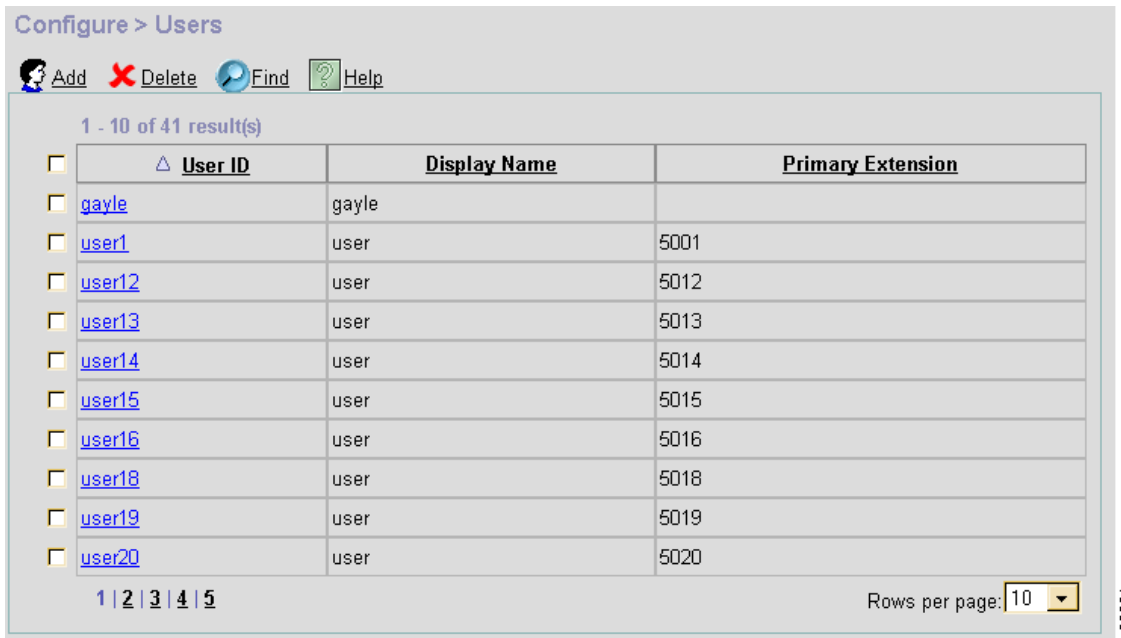 Configure > Users
Add Delete Find Help
1 - 10 of 41 result(s)
User ID Display Name Primary Extension
gayle gayle
user1 user 5001
user12 user 5012
user13 user 5013
user14 user 5014
user15 user 5015
user16 user 5016
user18 user 5018
user19 user 5019
user20 user 5020
1 | 2 | 3 | 4 | 5 Rows per page: 10